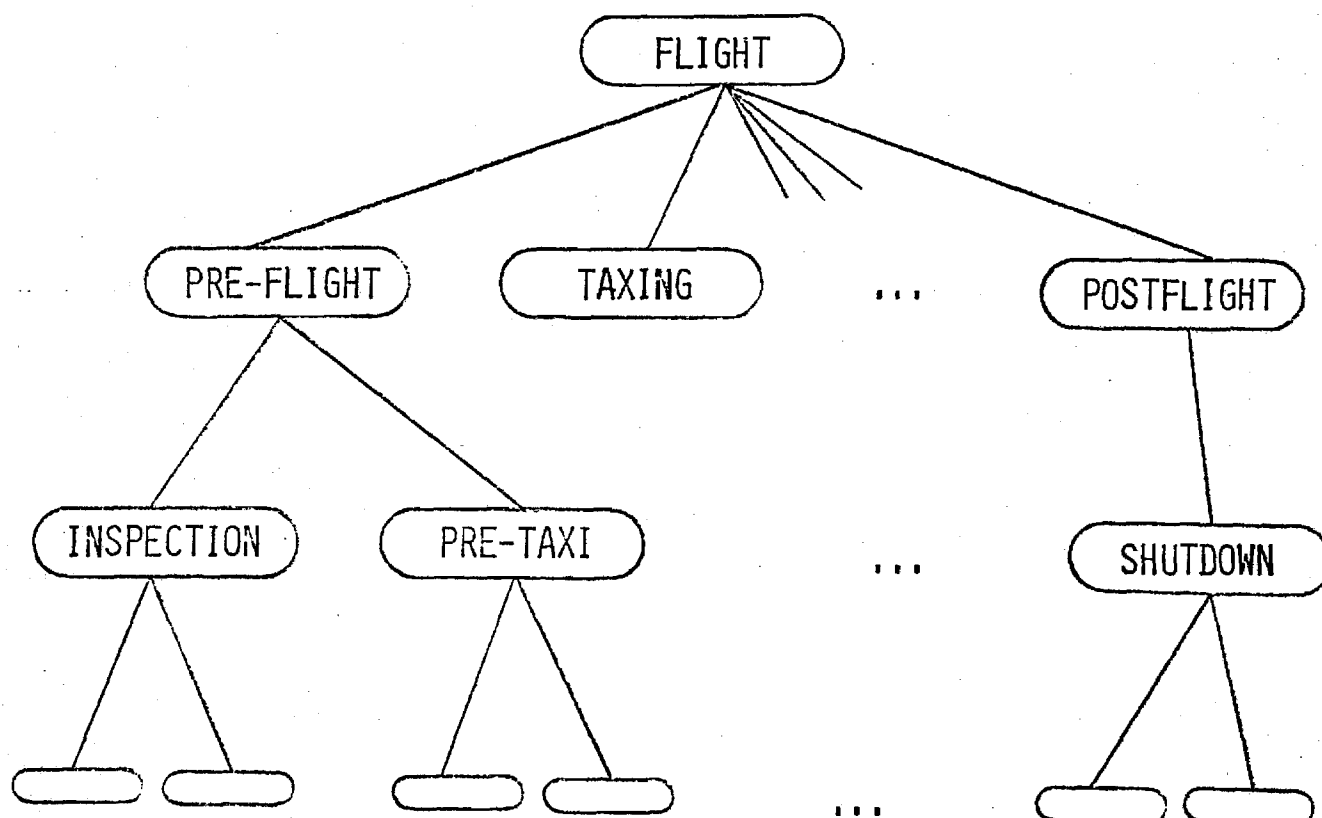 FLIGHT
PRE-FLIGHT
TAXING
...
POSTFLIGHT
INSPECTION
PRE-TAXI
...
SHUTDOWN
...